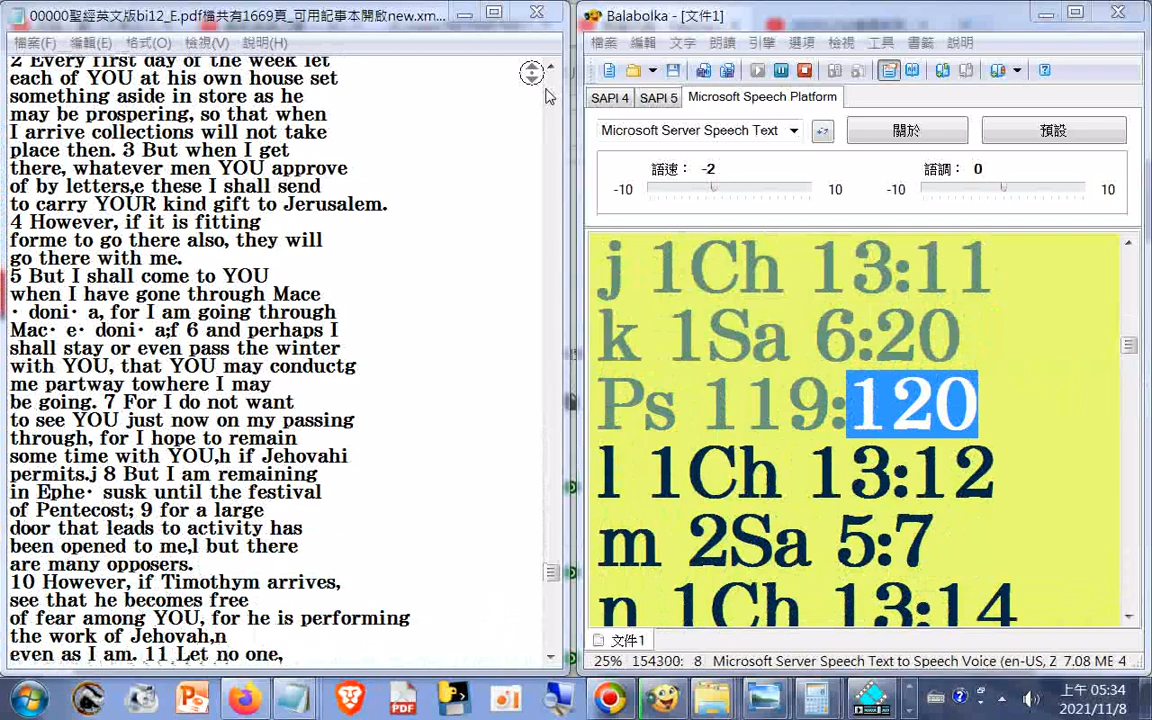 00000聖經英文版bi12_E.pdf檔共有1669頁_可用記事本開啟new.xm...
檔案(F) 編輯(E) 格式(O) 檢視(V) 說明(H)
2 Every first day of the week let
each of YOU at his own house set
something aside in store as he
may be prospering, so that when
I arrive collections will not take
place then. 3 But when I get
there, whatever men YOU approve
of by letters,e these I shall send
to carry YOUR kind gift to Jerusalem.
4 However, if it is fitting
forme to go there also, they will
go there with me.
5 But I shall come to YOU
when I have gone through Mace
· doni· a, for I am going through
Mac· e· doni· a;f 6 and perhaps I
shall stay or even pass the winter
with YOU, that YOU may conductg
me partway towhere I may
be going. 7 For I do not want
to see YOU just now on my passing
through, for I hope to remain
some time with YOU,h if Jehovahi
permits.j 8 But I am remaining
in Ephe· susk until the festival
of Pentecost; 9 for a large
door that leads to activity has
been opened to me,l but there
are many opposers.
10 However, if Timothym arrives,
see that he becomes free
of fear among YOU, for he is performing
the work of Jehovah,n
even as I am. 11 Let no one,
Balabolka - [文件1]
檔案 編輯 文字 朗讀 引擎 選項 檢視 工具 書籤 說明
SAPI 4 SAPI 5 Microsoft Speech Platform
Microsoft Server Speech Text 關於 預設
語速： -2 語調： 0
-10 10 -10 10
j 1Ch 13:11
k 1Sa 6:20
Ps 119:120
l 1Ch 13:12
m 2Sa 5:7
n 1Ch 13:14
文件1
25% 154300: 8 Microsoft Server Speech Text to Speech Voice (en-US, Z 7.08 MB 4
PDF
上午 05:34
2021/11/8